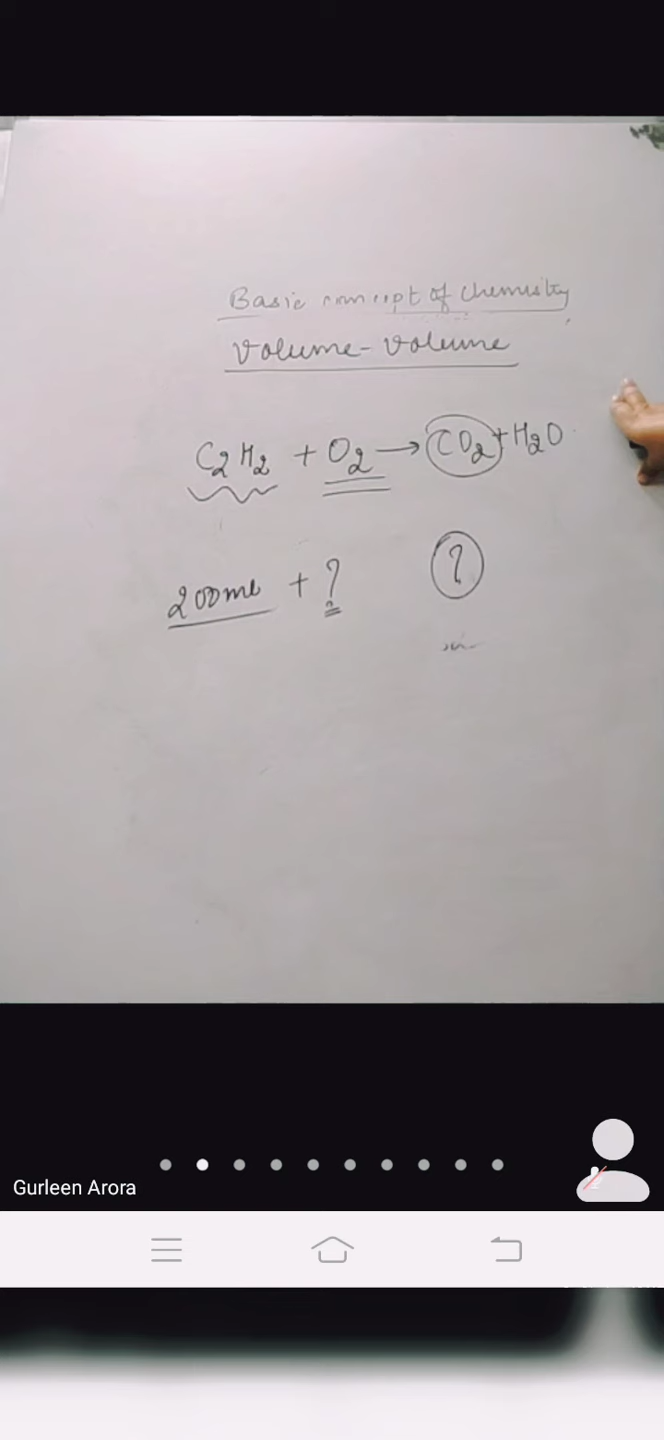 Basic concept of chemistry
Volume-Volume
C₂H₂ + O₂ → CO₂ + H₂O
200ml + ? ?
Gurleen Arora